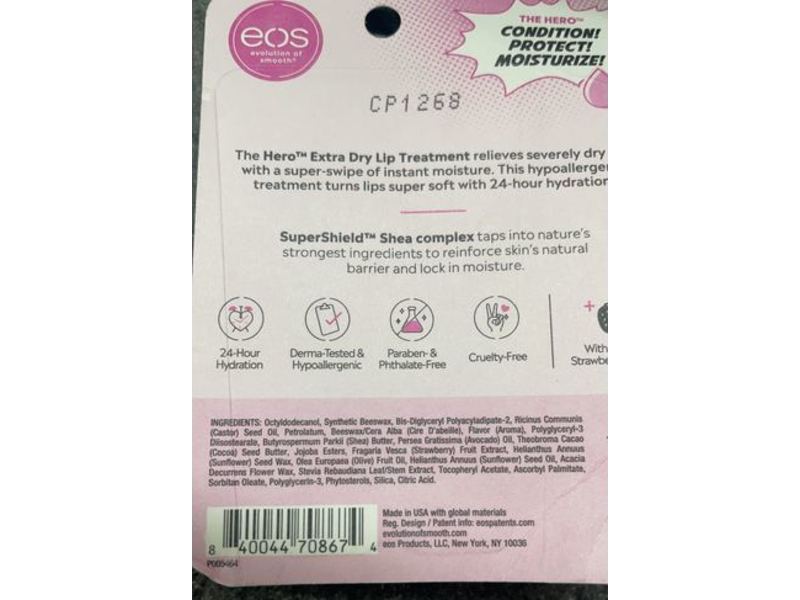 eos
evolution of
smooth®
THE HERO™
CONDITION!
PROTECT!
MOISTURIZE!
CP1268
The Hero™ Extra Dry Lip Treatment relieves severely dry
with a super-swipe of instant moisture. This hypoallergen
treatment turns lips super soft with 24-hour hydration
SuperShield™ Shea complex taps into nature's
strongest ingredients to reinforce skin's natural
barrier and lock in moisture.
24-Hour
Hydration
Derma-Tested &
Hypoallergenic
Paraben- &
Phthalate-Free
Cruelty-Free
+
With
Strawbe
INGREDIENTS: Octyldodecanol, Synthetic Beeswax, Bis-Diglyceryl Polyacyladipate-2, Ricinus Communis
(Castor) Seed Oil, Petrolatum, Beeswax/Cera Alba (Cire D'abeille), Flavor (Aroma), Polyglyceryl-3
Diisostearate, Butyrospermum Parkii (Shea) Butter, Persea Gratissima (Avocado) Oil, Theobroma Cacao
(Cocoa) Seed Butter, Jojoba Esters, Fragaria Vesca (Strawberry) Fruit Extract, Helianthus Annuus
(Sunflower) Seed Wax, Olea Europaea (Olive) Fruit Oil, Helianthus Annuus (Sunflower) Seed Oil, Acacia
Decurrens Flower Wax, Stevia Rebaudiana Leaf/Stem Extract, Tocopheryl Acetate, Ascorbyl Palmitate,
Sorbitan Oleate, Polyglycerin-3, Phytosterols, Silica, Citric Acid.
Made in USA with global materials
Reg. Design / Patent info: eospatents.com
evolutionofsmooth.com
eos Products, LLC, New York, NY 10036
8 40044 70867 4
P005464